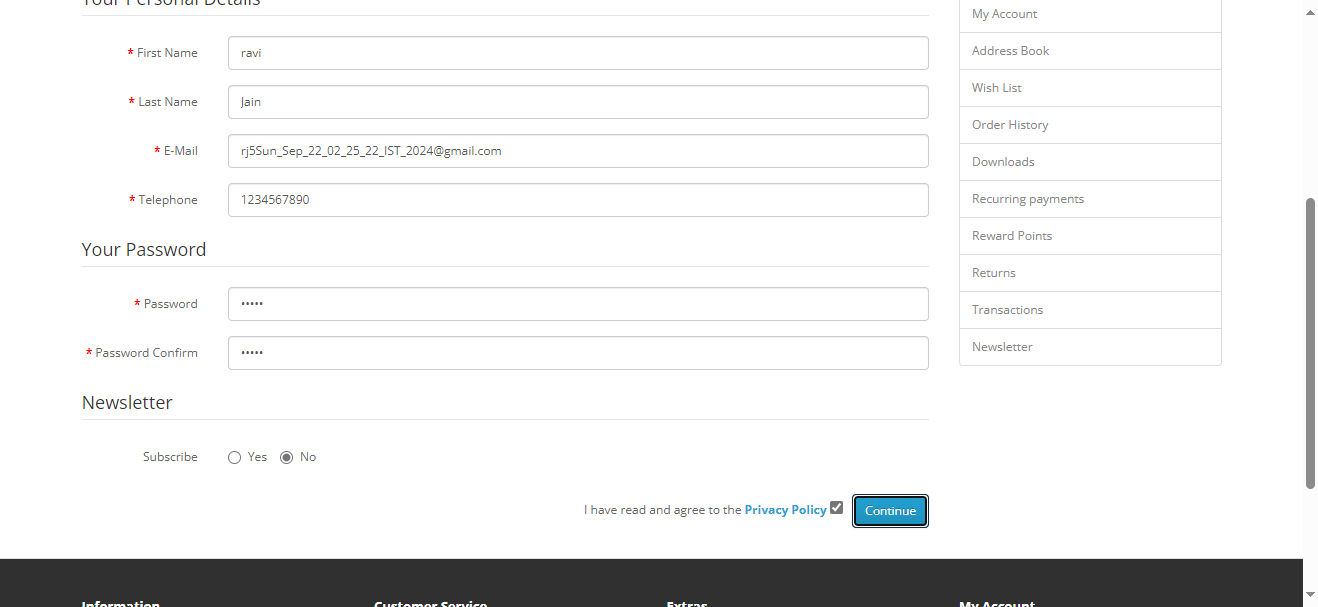 Your Personal Details
* First Name
ravi
* Last Name
Jain
* E-Mail
rj5Sun_Sep_22_02_25_22_IST_2024@gmail.com
* Telephone
1234567890
Your Password
* Password
•••••
* Password Confirm
•••••
Newsletter
Subscribe Yes No
I have read and agree to the Privacy Policy Continue
My Account
Address Book
Wish List
Order History
Downloads
Recurring payments
Reward Points
Returns
Transactions
Newsletter
Information Customer Service Extras My Account